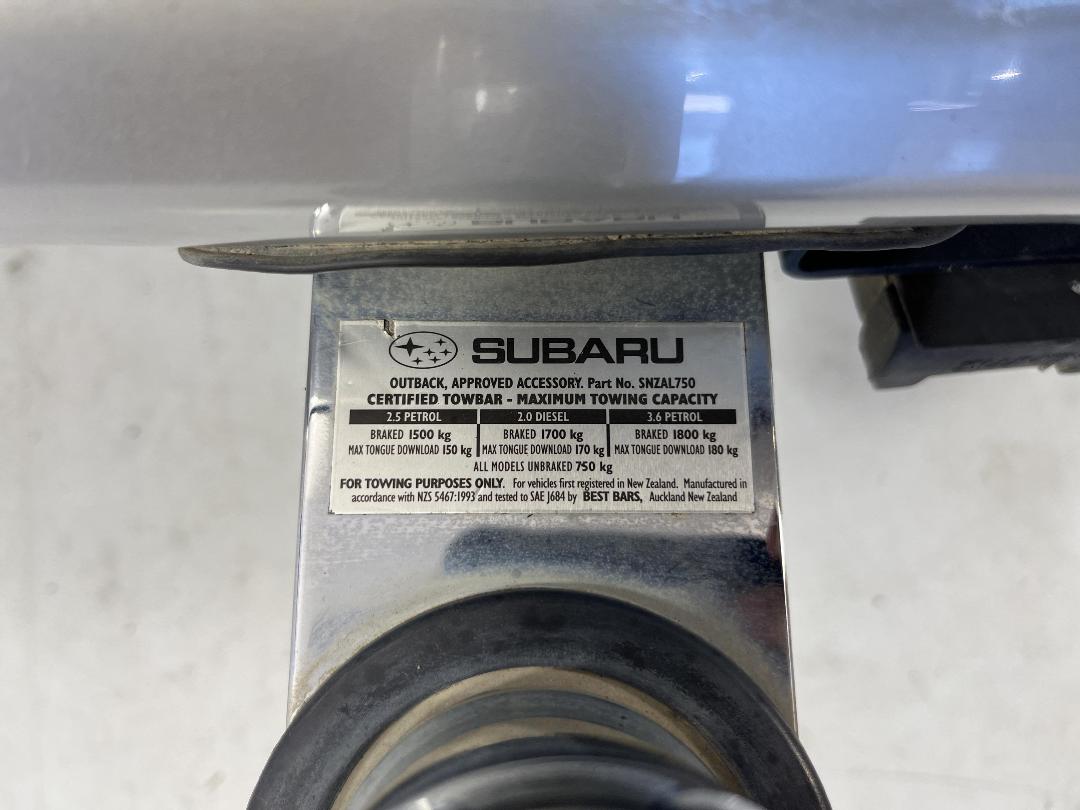 SUBARU
OUTBACK, APPROVED ACCESSORY. Part No. SNZAL750
CERTIFIED TOWBAR - MAXIMUM TOWING CAPACITY
2.5 PETROL 2.0 DIESEL 3.6 PETROL
BRAKED 1500 kg BRAKED 1700 kg BRAKED 1800 kg
MAX TONGUE DOWNLOAD 150 kg MAX TONGUE DOWNLOAD 170 kg MAX TONGUE DOWNLOAD 180 kg
ALL MODELS UNBRAKED 750 kg
FOR TOWING PURPOSES ONLY. For vehicles first registered in New Zealand. Manufactured in
accordance with NZS 5467:1993 and tested to SAE J684 by BEST BARS, Auckland New Zealand